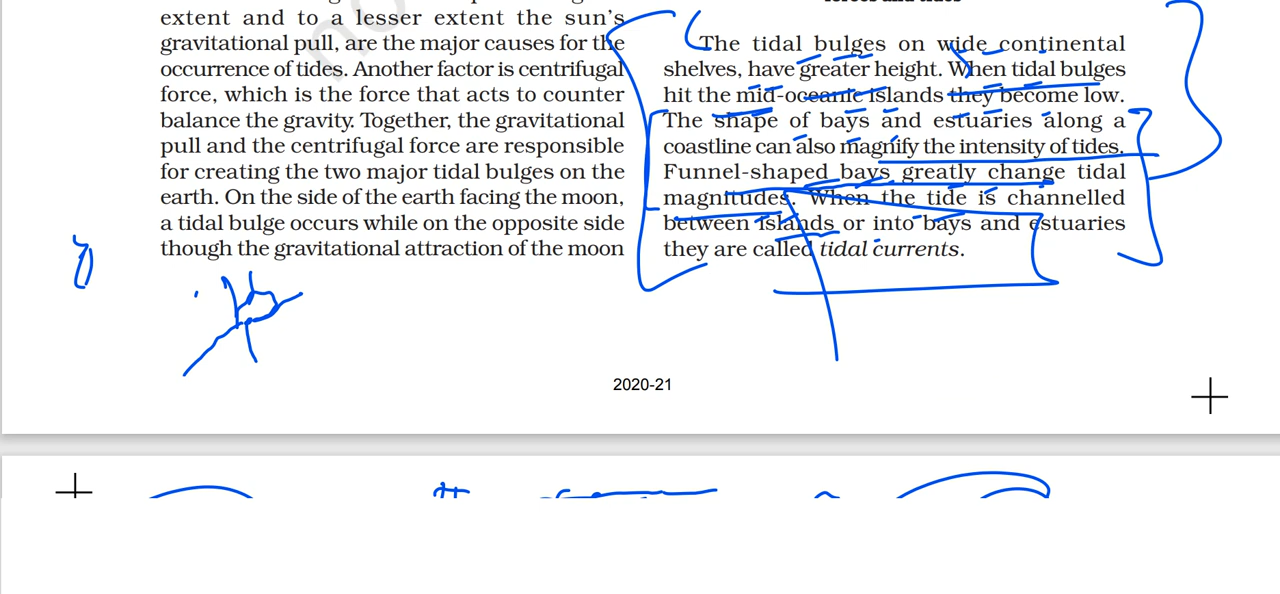 extent and to a lesser extent the sun's
gravitational pull, are the major causes for the
occurrence of tides. Another factor is centrifugal
force, which is the force that acts to counter
balance the gravity. Together, the gravitational
pull and the centrifugal force are responsible
for creating the two major tidal bulges on the
earth. On the side of the earth facing the moon,
a tidal bulge occurs while on the opposite side
though the gravitational attraction of the moon
The tidal bulges on wide continental
shelves, have greater height. When tidal bulges
hit the mid-oceanic islands they become low.
The shape of bays and estuaries along a
coastline can also magnify the intensity of tides.
Funnel-shaped bays greatly change tidal
magnitudes. When the tide is channelled
between islands or into bays and estuaries
they are called tidal currents.
2020-21